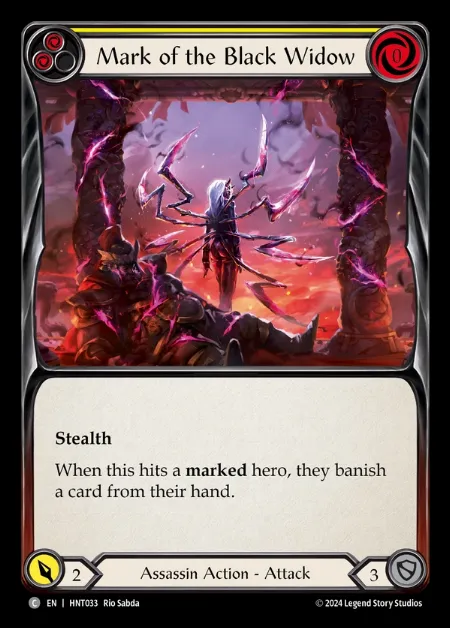 Mark of the Black Widow
0
Stealth
When this hits a marked hero, they banish
a card from their hand.
2
Assassin Action - Attack
3
C EN | HNT033 Rio Sabda
© 2024 Legend Story Studios